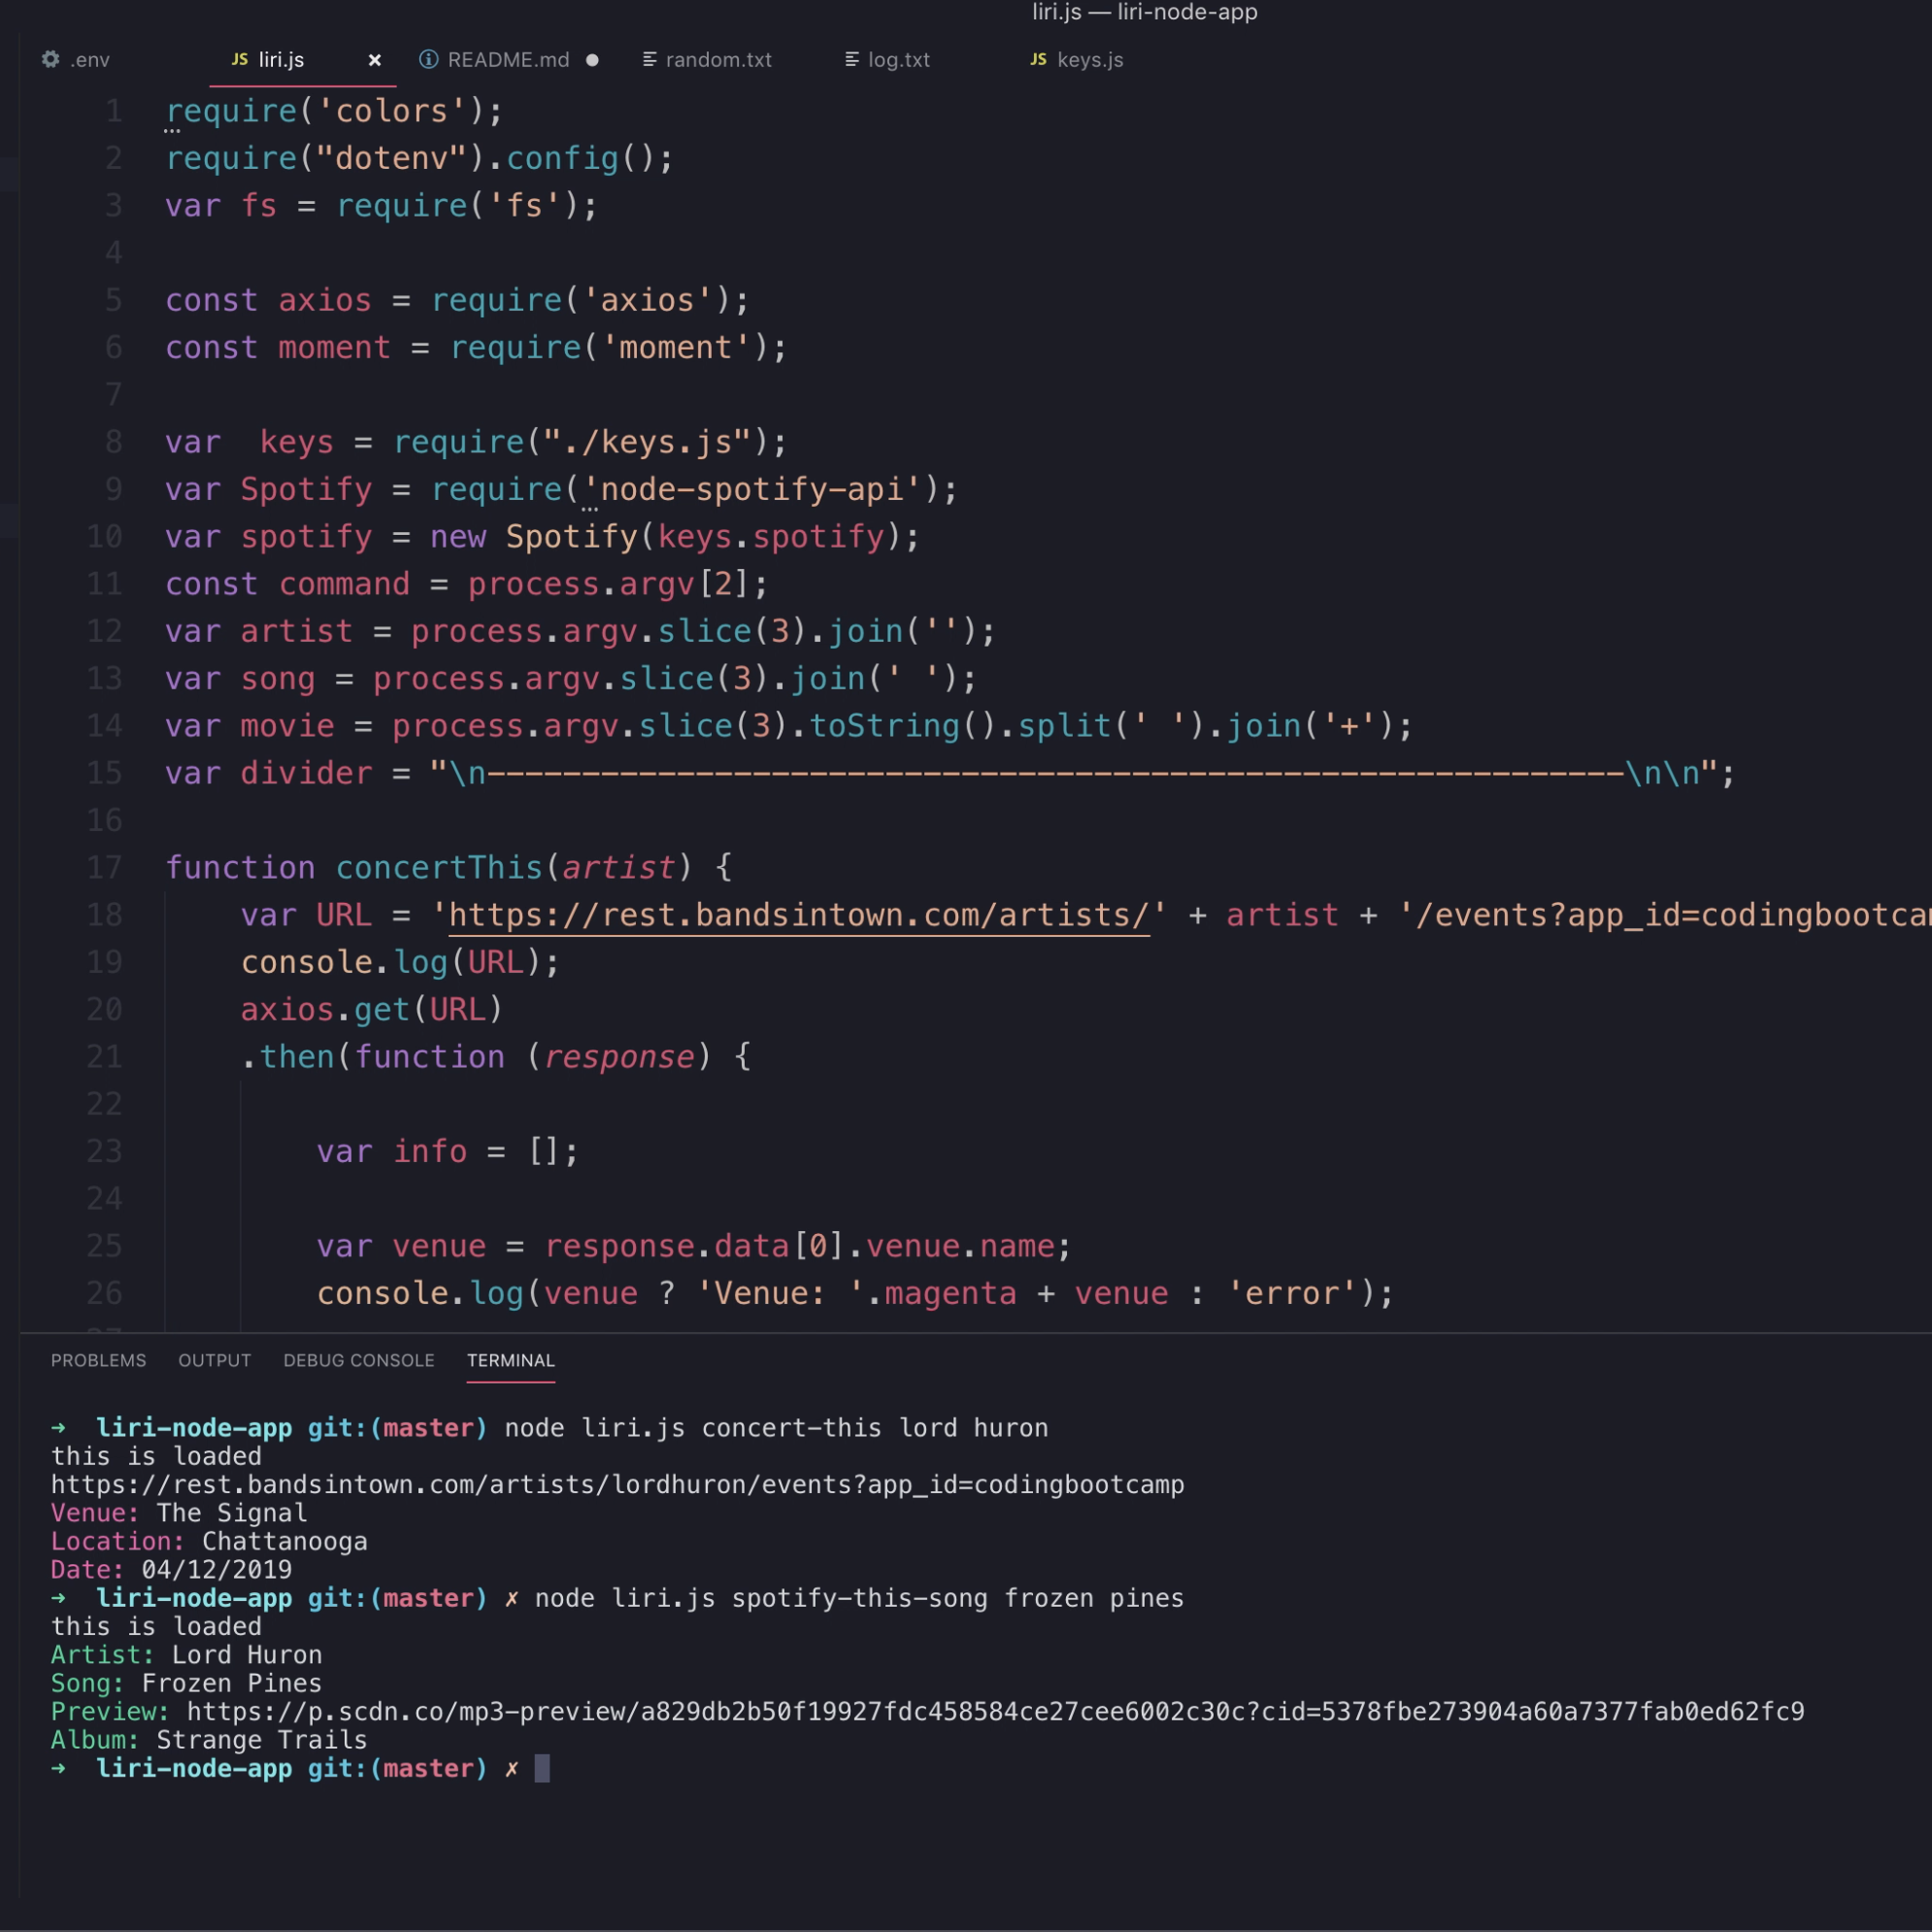 liri.js — liri-node-app
.env JS liri.js × README.md ● random.txt log.txt JS keys.js
1 require('colors');
2 require("dotenv").config();
3 var fs = require('fs');
4
5 const axios = require('axios');
6 const moment = require('moment');
7
8 var  keys = require("./keys.js");
9 var Spotify = require('node-spotify-api');
10 var spotify = new Spotify(keys.spotify);
11 const command = process.argv[2];
12 var artist = process.argv.slice(3).join('');
13 var song = process.argv.slice(3).join(' ');
14 var movie = process.argv.slice(3).toString().split(' ').join('+');
15 var divider = "\n------------------------------------------------------------\n\n";
16
17 function concertThis(artist) {
18     var URL = 'https://rest.bandsintown.com/artists/' + artist + '/events?app_id=codingbootca
19     console.log(URL);
20     axios.get(URL)
21     .then(function (response) {
22
23         var info = [];
24
25         var venue = response.data[0].venue.name;
26         console.log(venue ? 'Venue: '.magenta + venue : 'error');
27
PROBLEMS OUTPUT DEBUG CONSOLE TERMINAL
➜  liri-node-app git:(master) node liri.js concert-this lord huron
this is loaded
https://rest.bandsintown.com/artists/lordhuron/events?app_id=codingbootcamp
Venue: The Signal
Location: Chattanooga
Date: 04/12/2019
➜  liri-node-app git:(master) ✗ node liri.js spotify-this-song frozen pines
this is loaded
Artist: Lord Huron
Song: Frozen Pines
Preview: https://p.scdn.co/mp3-preview/a829db2b50f19927fdc458584ce27cee6002c30c?cid=5378fbe273904a60a7377fab0ed62fc9
Album: Strange Trails
➜  liri-node-app git:(master) ✗